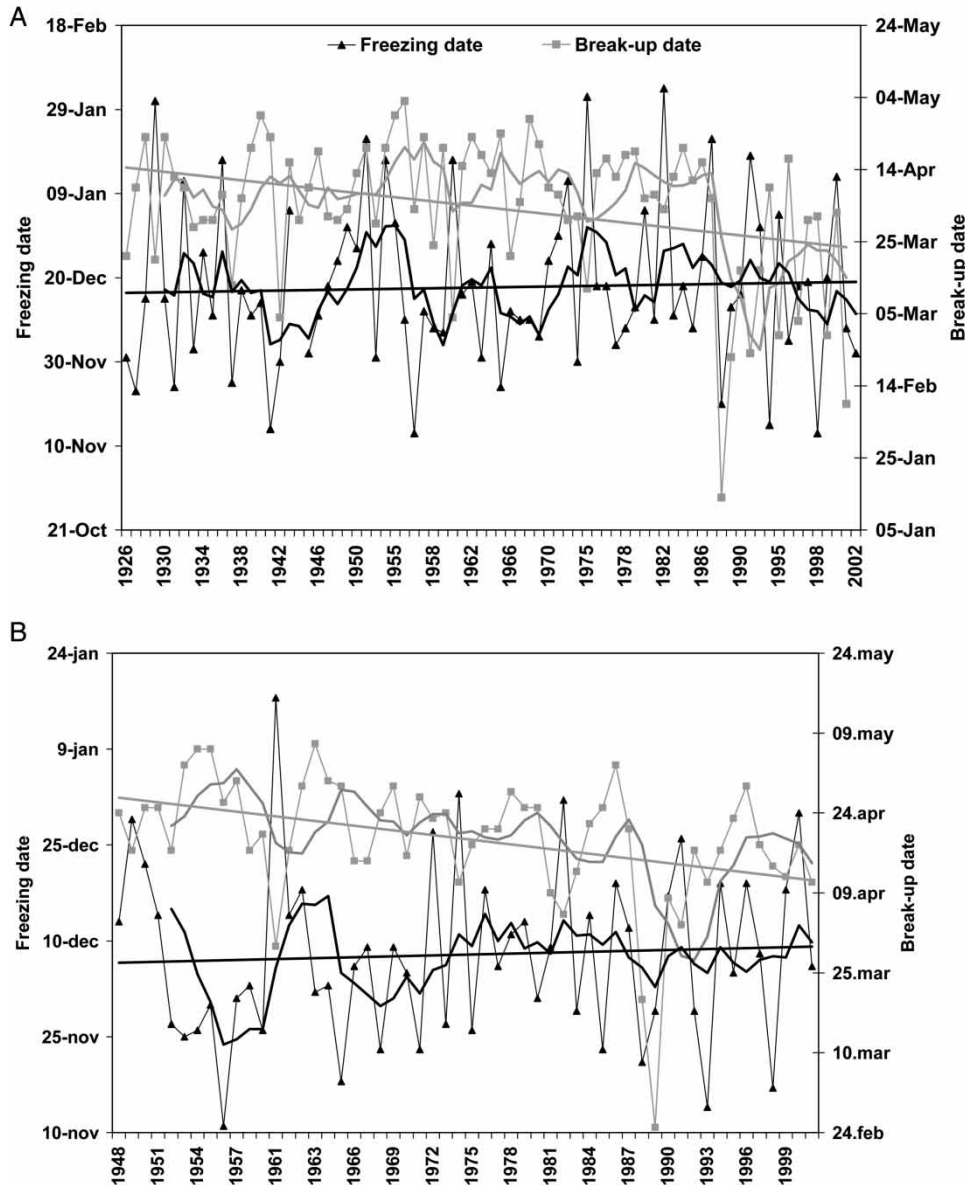 A
18-Feb
29-Jan
09-Jan
20-Dec
30-Nov
10-Nov
21-Oct
Freezing date
Freezing date
Break-up date
24-May
04-May
14-Apr
25-Mar
05-Mar
14-Feb
25-Jan
05-Jan
Break-up date
1926
1930
1934
1938
1942
1946
1950
1955
1959
1962
1966
1970
1975
1978
1982
1986
1990
1995
1998
2002
B
24-jan
9-jan
25-dec
10-dec
25-nov
10-nov
Freezing date
24.may
09.may
24.apr
09.apr
25.mar
10.mar
24.feb
Break-up date
1948
1951
1954
1957
1961
1963
1966
1969
1972
1975
1978
1981
1984
1987
1990
1993
1996
1999